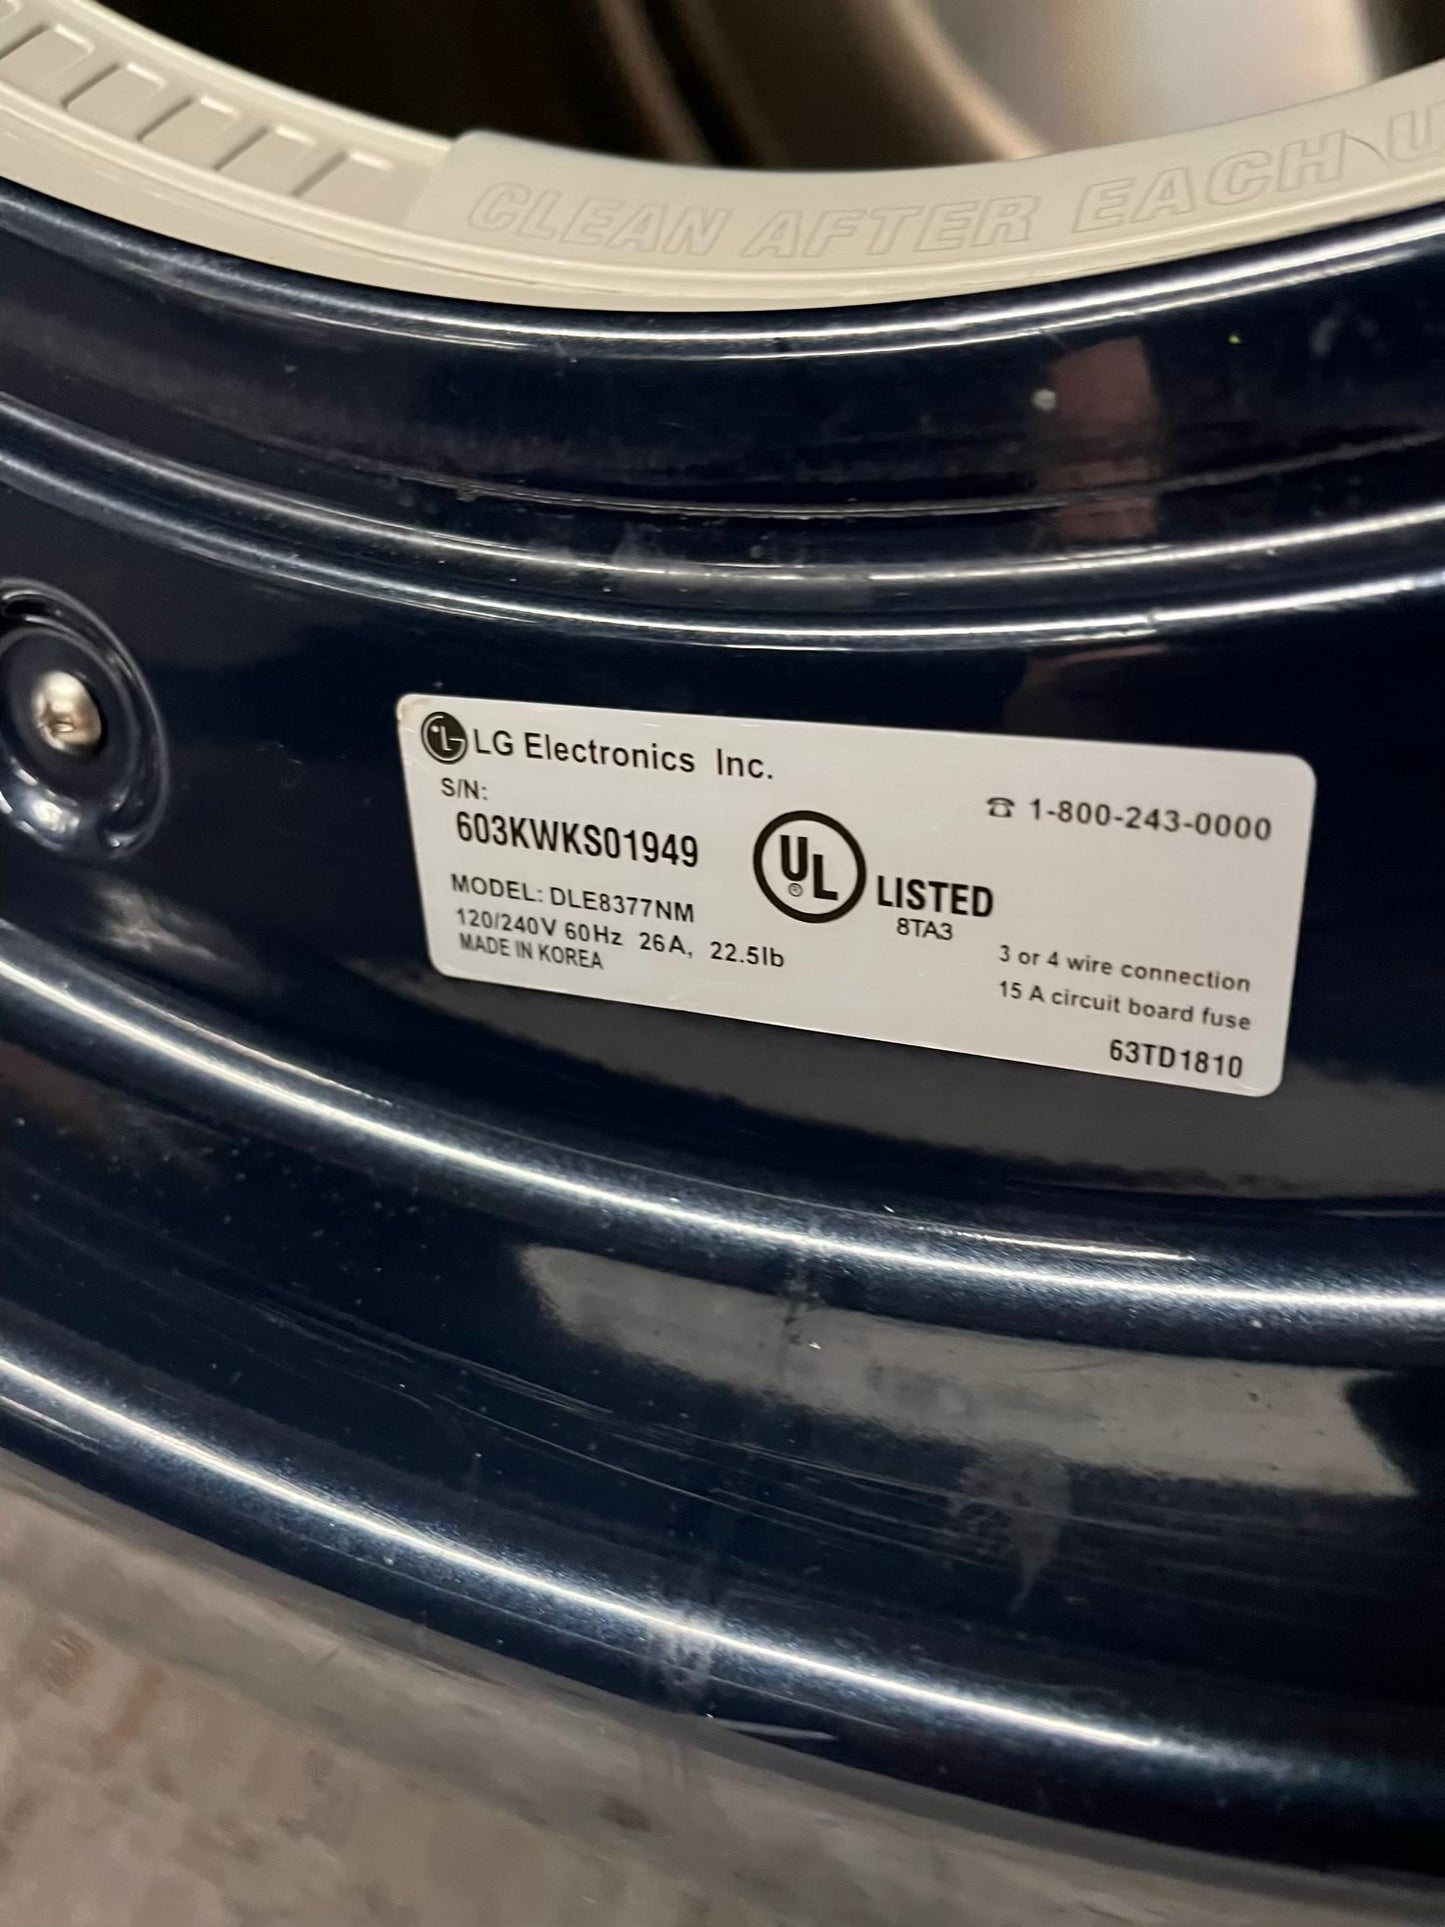 CLEAN AFTER EACH U
LG Electronics Inc.
S/N:
603KWKS01949
MODEL: DLE8377NM
120/240V 60Hz 26A, 22.5lb
MADE IN KOREA
UL
®
LISTED
8TA3
☎ 1-800-243-0000
3 or 4 wire connection
15 A circuit board fuse
63TD1810